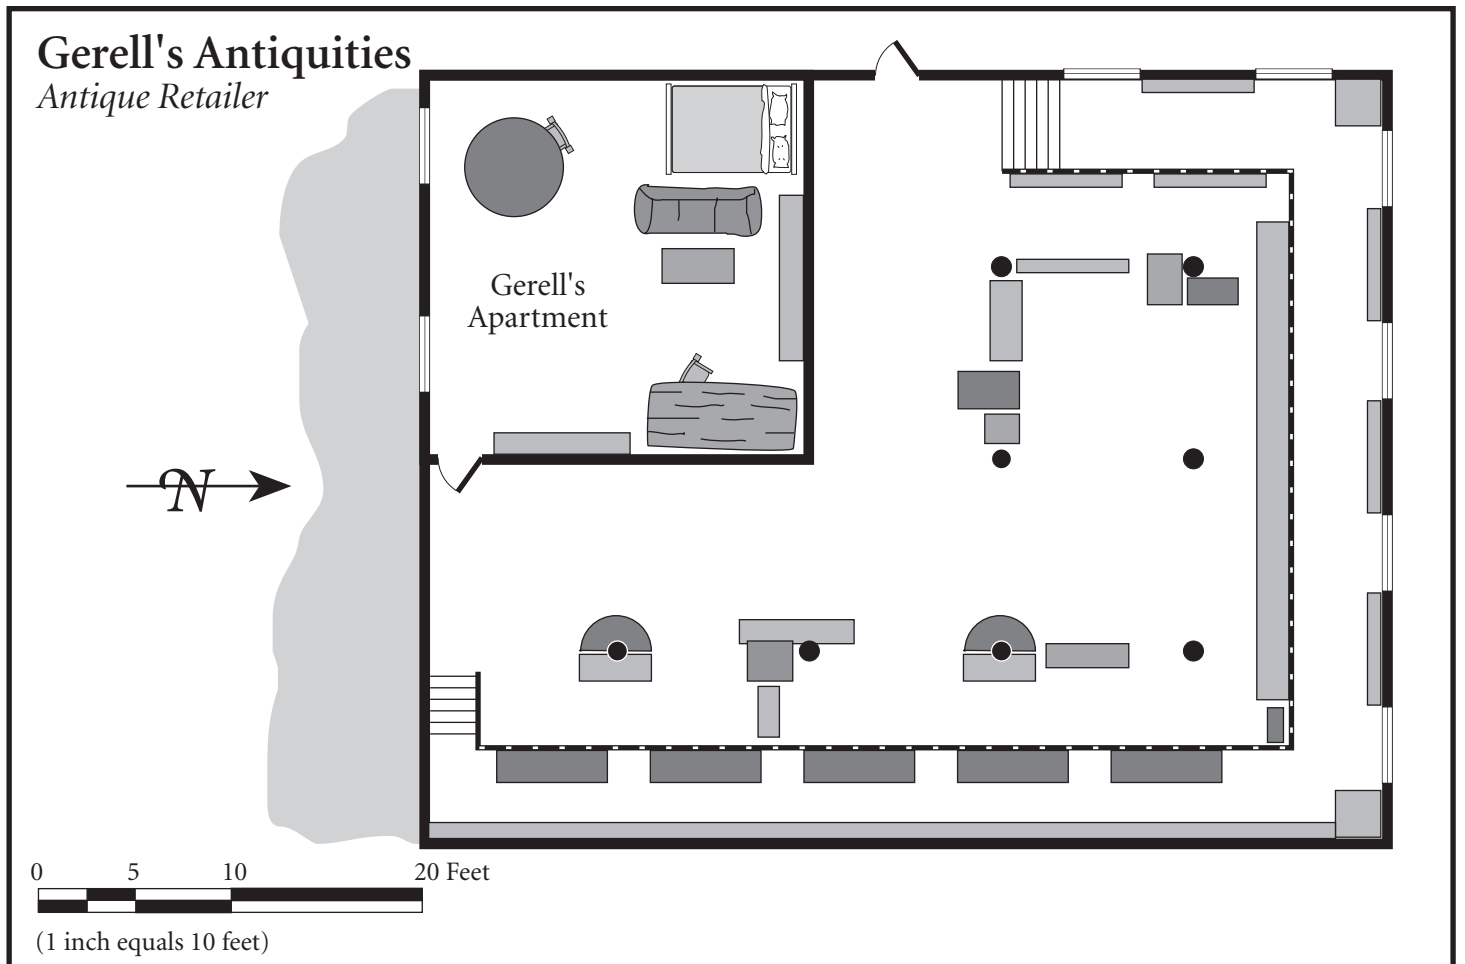 Gerell's Antiquities
Antique Retailer
Gerell's
Apartment
N
0 5 10 20 Feet
(1 inch equals 10 feet)